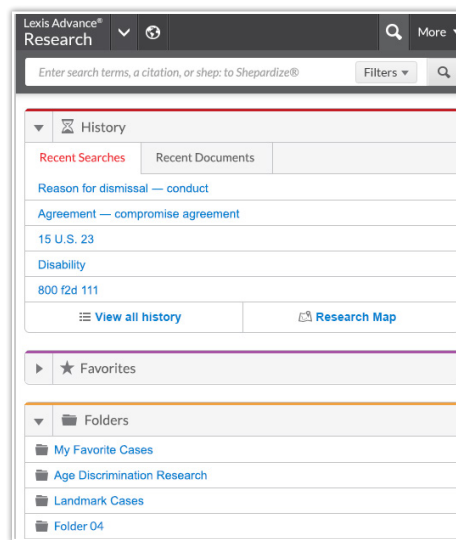 Lexis Advance®
Research
More
Enter search terms, a citation, or shep: to Shepardize®
Filters
History
Recent Searches Recent Documents
Reason for dismissal — conduct
Agreement — compromise agreement
15 U.S. 23
Disability
800 f2d 111
View all history Research Map
Favorites
Folders
My Favorite Cases
Age Discrimination Research
Landmark Cases
Folder 04